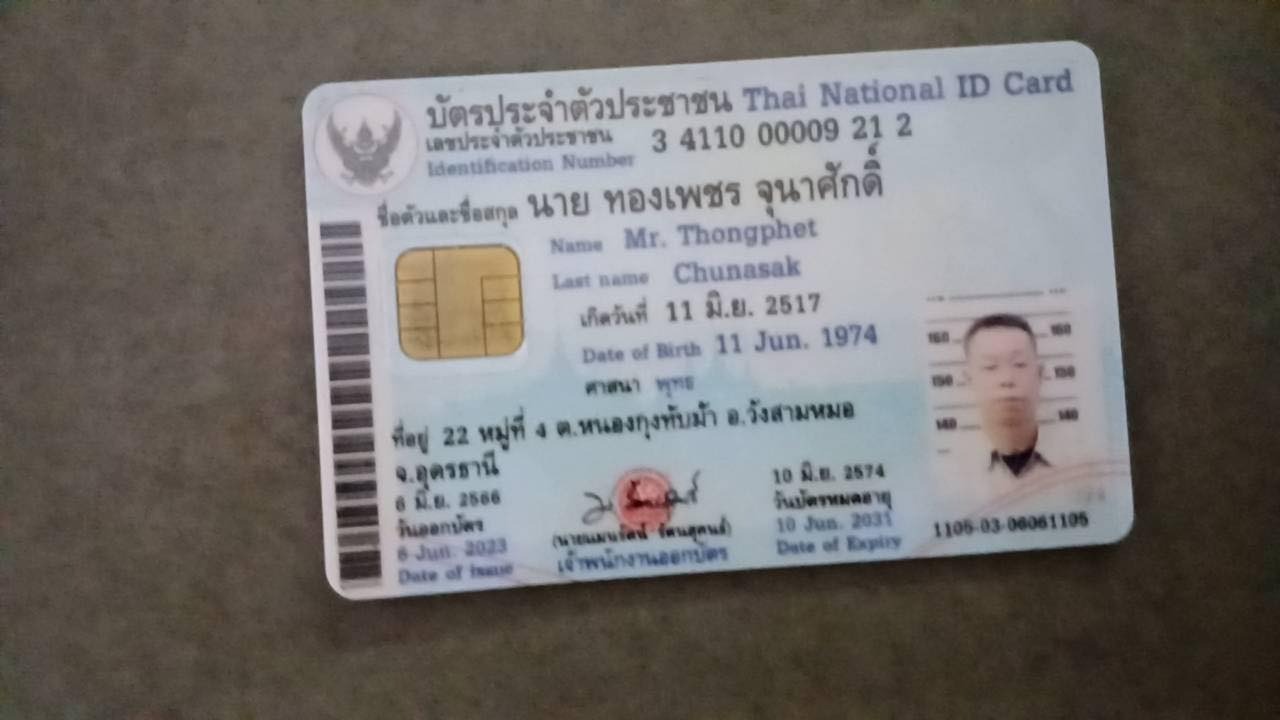 บัตรประจำตัวประชาชน Thai National ID Card
เลขประจำตัวประชาชน 3 4110 00009 21 2
Identification Number
ชื่อตัวและชื่อสกุล นาย ทองเพชร จุนาศักดิ์
Name Mr. Thongphet
Last name Chunasak
เกิดวันที่ 11 มิ.ย. 2517
Date of Birth 11 Jun. 1974
ศาสนา พุทธ
ที่อยู่ 22 หมู่ที่ 4 ต.หนองกุงทับม้า อ.วังสามหมอ
จ.อุดรธานี
6 มิ.ย. 2566
วันออกบัตร
6 Jun. 2023
Date of Issue
เจ้าพนักงานออกบัตร
10 มิ.ย. 2574
วันบัตรหมดอายุ
10 Jun. 2031
Date of Expiry
160 160
150 150
140 140
1105-03-06061105